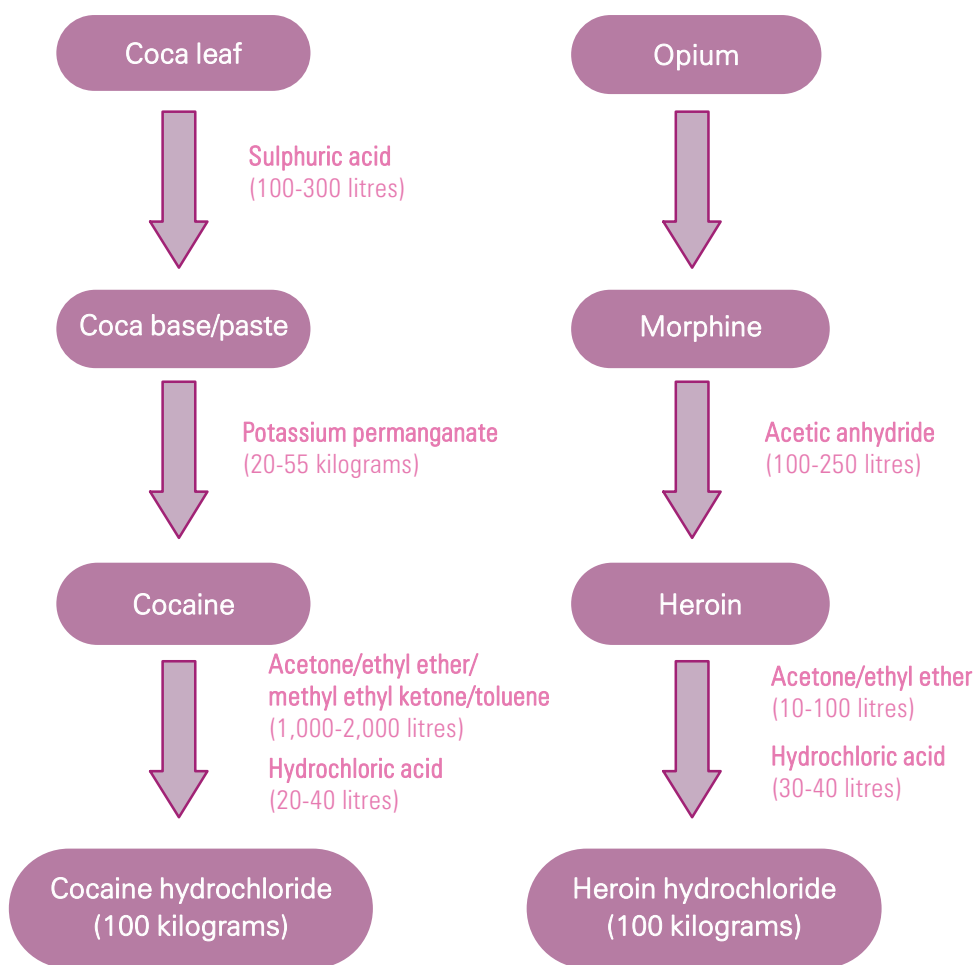 Coca leaf
Sulphuric acid
(100-300 litres)
Coca base/paste
Potassium permanganate
(20-55 kilograms)
Cocaine
Acetone/ethyl ether/
methyl ethyl ketone/toluene
(1,000-2,000 litres)
Hydrochloric acid
(20-40 litres)
Cocaine hydrochloride
(100 kilograms)
Opium
Morphine
Acetic anhydride
(100-250 litres)
Heroin
Acetone/ethyl ether
(10-100 litres)
Hydrochloric acid
(30-40 litres)
Heroin hydrochloride
(100 kilograms)